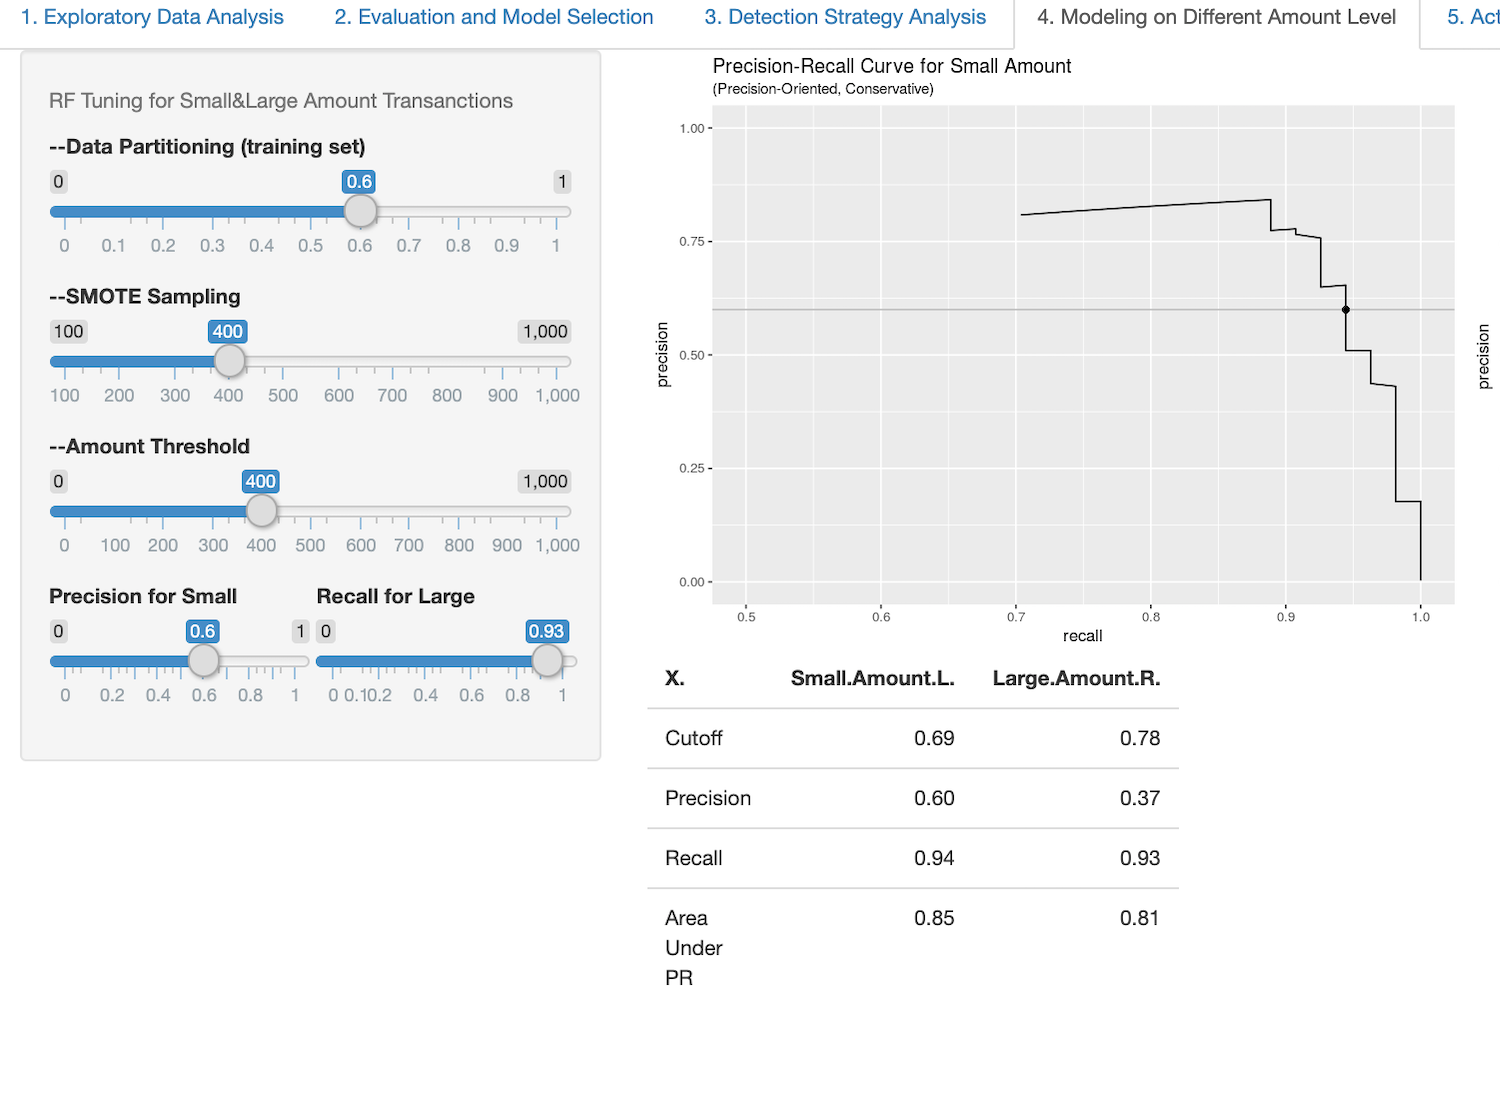 1. Exploratory Data Analysis 2. Evaluation and Model Selection 3. Detection Strategy Analysis 4. Modeling on Different Amount Level 5. Act
RF Tuning for Small&Large Amount Transanctions
--Data Partitioning (training set)
0 0.6 1
0 0.1 0.2 0.3 0.4 0.5 0.6 0.7 0.8 0.9 1
--SMOTE Sampling
100 400 1,000
100 200 300 400 500 600 700 800 900 1,000
--Amount Threshold
0 400 1,000
0 100 200 300 400 500 600 700 800 900 1,000
Precision for Small Recall for Large
0 0.6 1 0 0.93
0 0.2 0.4 0.6 0.8 1 0 0.10.2 0.4 0.6 0.8 1
Precision-Recall Curve for Small Amount
(Precision-Oriented, Conservative)
1.00
0.75
0.50
0.25
0.00
precision
0.5 0.6 0.7 0.8 0.9 1.0
recall
precision
X. Small.Amount.L. Large.Amount.R.
Cutoff 0.69 0.78
Precision 0.60 0.37
Recall 0.94 0.93
Area 0.85 0.81
Under
PR